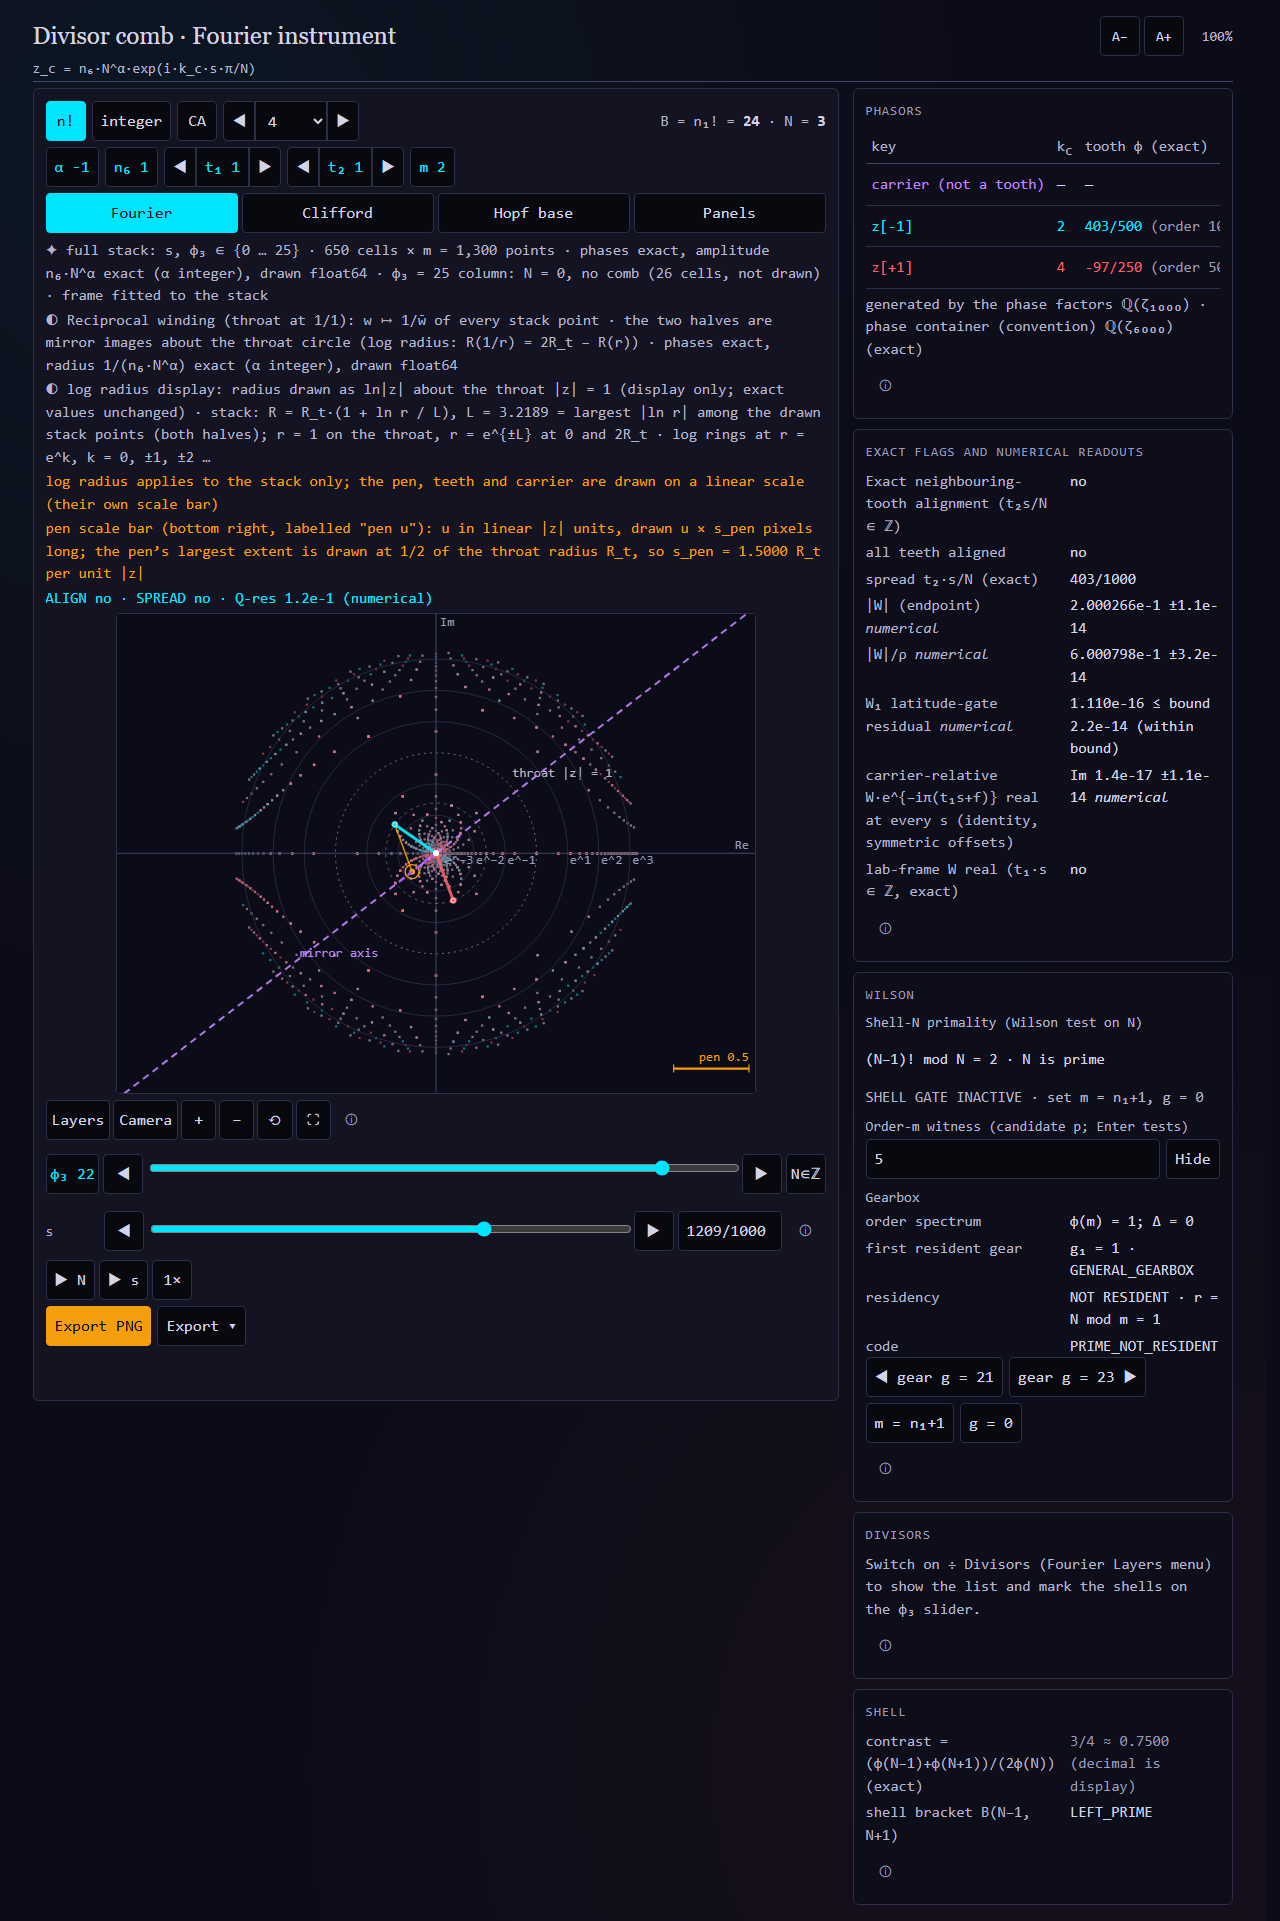 Divisor comb · Fourier instrument
A− A+ 100%
z_c = n₆·N^α·exp(i·k_c·s·π/N)
n! integer CA ◀ 4 ▶ B = n₁! = 24 · N = 3
α -1 n₆ 1 ◀ t₁ 1 ▶ ◀ t₂ 1 ▶ m 2
Fourier Clifford Hopf base Panels
✦ full stack: s, ϕ₃ ∈ {0 … 25} · 650 cells × m = 1,300 points · phases exact, amplitude
n₆·N^α exact (α integer), drawn float64 · ϕ₃ = 25 column: N = 0, no comb (26 cells, not drawn)
· frame fitted to the stack
◐ Reciprocal winding (throat at 1/1): w ↦ 1/w̄ of every stack point · the two halves are
mirror images about the throat circle (log radius: R(1/r) = 2R_t − R(r)) · phases exact,
radius 1/(n₆·N^α) exact (α integer), drawn float64
◐ log radius display: radius drawn as ln|z| about the throat |z| = 1 (display only; exact
values unchanged) · stack: R = R_t·(1 + ln r / L), L = 3.2189 = largest |ln r| among the drawn
stack points (both halves); r = 1 on the throat, r = e^{±L} at 0 and 2R_t · log rings at r =
e^k, k = 0, ±1, ±2 …
log radius applies to the stack only; the pen, teeth and carrier are drawn on a linear scale
(their own scale bar)
pen scale bar (bottom right, labelled "pen u"): u in linear |z| units, drawn u × s_pen pixels
long; the pen’s largest extent is drawn at 1/2 of the throat radius R_t, so s_pen = 1.5000 R_t
per unit |z|
ALIGN no · SPREAD no · Q-res 1.2e-1 (numerical)
Im
throat |z| = 1
Re
e^−3 e^−2 e^−1 e^1 e^2 e^3
mirror axis
pen 0.5
Layers Camera + − ⟲ ⛶ ⓘ
ϕ₃ 22 ◀ ▶ N∈ℤ
s ◀ ▶ 1209/1000 ⓘ
▶ N ▶ s 1×
Export PNG Export ▾
PHASORS
key k_C tooth ϕ (exact)
carrier (not a tooth) — —
z[-1] 2 403/500 (order 10
z[+1] 4 -97/250 (order 50
generated by the phase factors ℚ(ζ₁₀₀₀) ·
phase container (convention) ℚ(ζ₆₀₀₀)
(exact)
ⓘ
EXACT FLAGS AND NUMERICAL READOUTS
Exact neighbouring- no
tooth alignment (t₂s/N
∈ ℤ)
all teeth aligned no
spread t₂·s/N (exact) 403/1000
|W| (endpoint) 2.000266e-1 ±1.1e-
numerical 14
|W|/ρ numerical 6.000798e-1 ±3.2e-
14
W₁ latitude-gate 1.110e-16 ≤ bound
residual numerical 2.2e-14 (within
bound)
carrier-relative Im 1.4e-17 ±1.1e-
W·e^{−iπ(t₁s+f)} real 14 numerical
at every s (identity,
symmetric offsets)
lab-frame W real (t₁·s no
∈ ℤ, exact)
ⓘ
WILSON
Shell-N primality (Wilson test on N)
(N−1)! mod N = 2 · N is prime
SHELL GATE INACTIVE · set m = n₁+1, g = 0
Order-m witness (candidate p; Enter tests)
5 Hide
Gearbox
order spectrum ϕ(m) = 1; Δ = 0
first resident gear g₁ = 1 ·
GENERAL_GEARBOX
residency NOT RESIDENT · r =
N mod m = 1
code PRIME_NOT_RESIDENT
◀ gear g = 21 gear g = 23 ▶
m = n₁+1 g = 0
ⓘ
DIVISORS
Switch on ÷ Divisors (Fourier Layers menu)
to show the list and mark the shells on
the ϕ₃ slider.
ⓘ
SHELL
contrast = 3/4 ≈ 0.7500
(ϕ(N−1)+ϕ(N+1))/(2ϕ(N)) (decimal is
(exact) display)
shell bracket B(N−1, LEFT_PRIME
N+1)
ⓘ